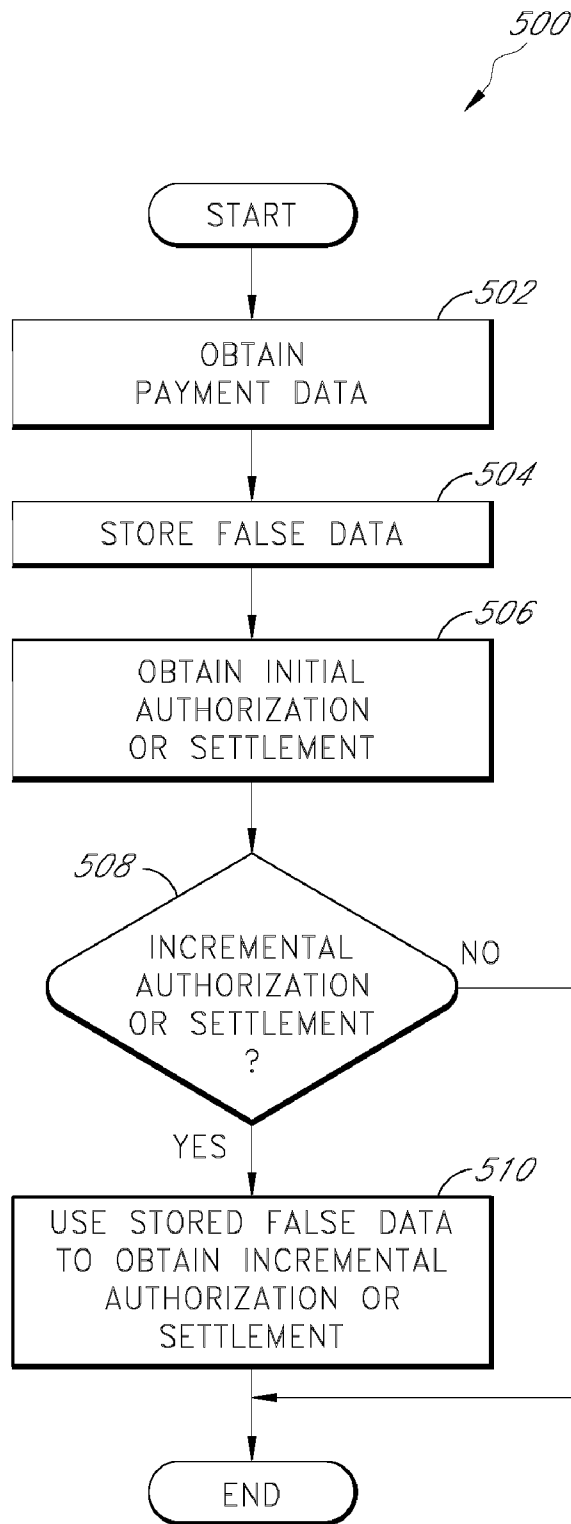 500
START
502
OBTAIN
PAYMENT DATA
504
STORE FALSE DATA
506
OBTAIN INITIAL
AUTHORIZATION
OR SETTLEMENT
508
INCREMENTAL
AUTHORIZATION
OR SETTLEMENT
?
NO
YES
510
USE STORED FALSE DATA
TO OBTAIN INCREMENTAL
AUTHORIZATION OR
SETTLEMENT
END